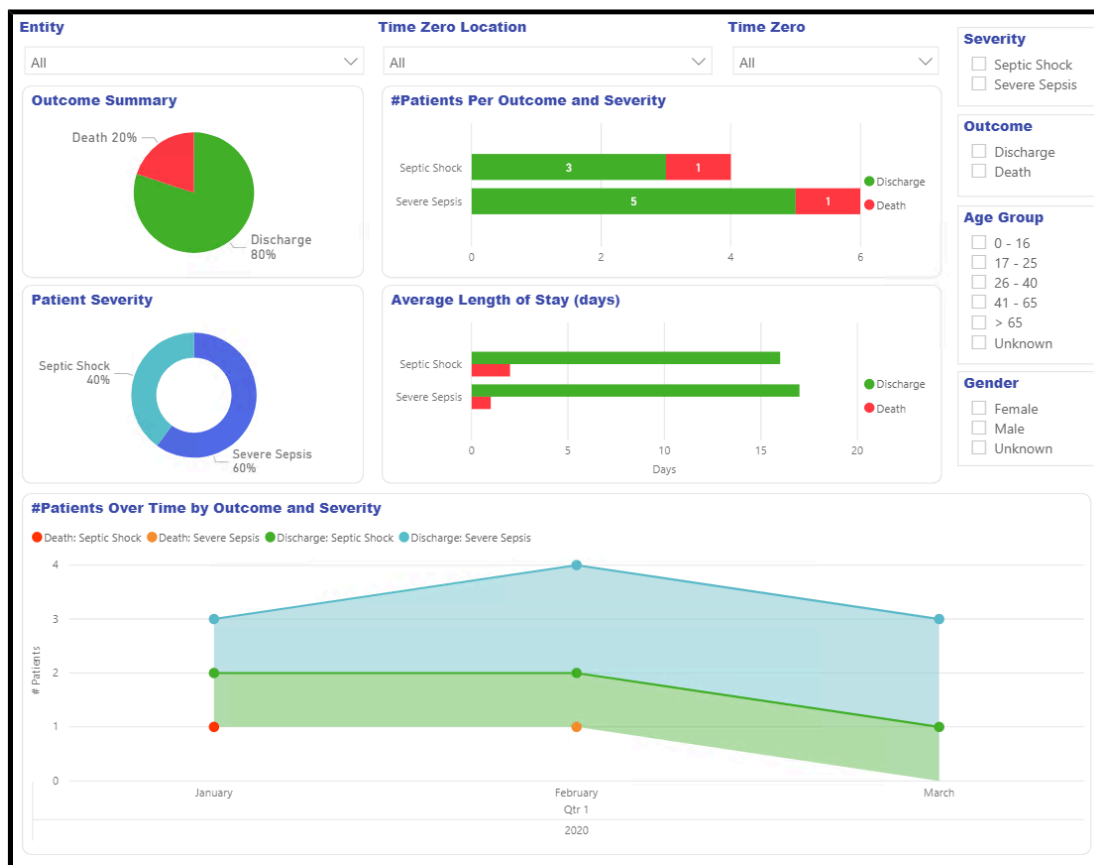 Entity
All
Time Zero Location
All
Time Zero
All
Severity
Septic Shock
Severe Sepsis
Outcome Summary
Death 20%
Discharge
80%
#Patients Per Outcome and Severity
Septic Shock
3
1
Severe Sepsis
5
1
0
2
4
6
Discharge
Death
Outcome
Discharge
Death
Age Group
0 - 16
17 - 25
26 - 40
41 - 65
> 65
Unknown
Patient Severity
Septic Shock
40%
Severe Sepsis
60%
Average Length of Stay (days)
Septic Shock
Severe Sepsis
0
5
10
15
20
Days
Discharge
Death
Gender
Female
Male
Unknown
#Patients Over Time by Outcome and Severity
Death: Septic Shock Death: Severe Sepsis Discharge: Septic Shock Discharge: Severe Sepsis
# Patients
4
3
2
1
0
January
February
March
Qtr 1
2020